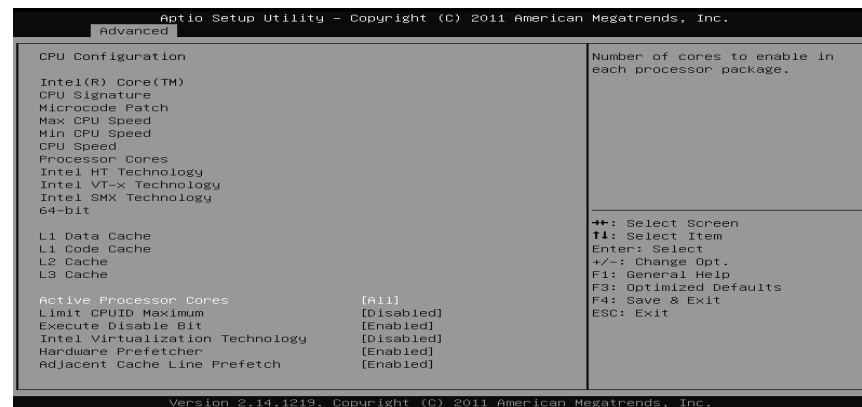 Aptio Setup Utility – Copyright (C) 2011 American Megatrends, Inc.
Advanced
CPU Configuration
Intel(R) Core(TM)
CPU Signature
Microcode Patch
Max CPU Speed
Min CPU Speed
CPU Speed
Processor Cores
Intel HT Technology
Intel VT-x Technology
Intel SMX Technology
64-bit
L1 Data Cache
L1 Code Cache
L2 Cache
L3 Cache
Active Processor Cores [All]
Limit CPUID Maximum [Disabled]
Execute Disable Bit [Enabled]
Intel Virtualization Technology [Disabled]
Hardware Prefetcher [Enabled]
Adjacent Cache Line Prefetch [Enabled]
Number of cores to enable in
each processor package.
→←: Select Screen
↑↓: Select Item
Enter: Select
+/-: Change Opt.
F1: General Help
F3: Optimized Defaults
F4: Save & Exit
ESC: Exit
Version 2.14.1219. Copyright (C) 2011 American Megatrends, Inc.